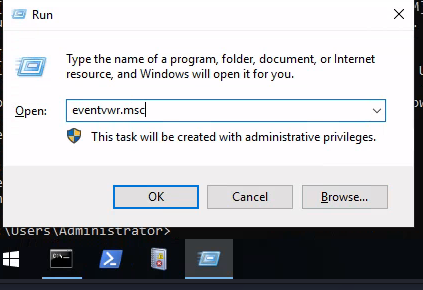 Run
Type the name of a program, folder, document, or Internet
resource, and Windows will open it for you.
Open:
eventvwr.msc
This task will be created with administrative privileges.
OK
Cancel
Browse...
\Users\Administrator>